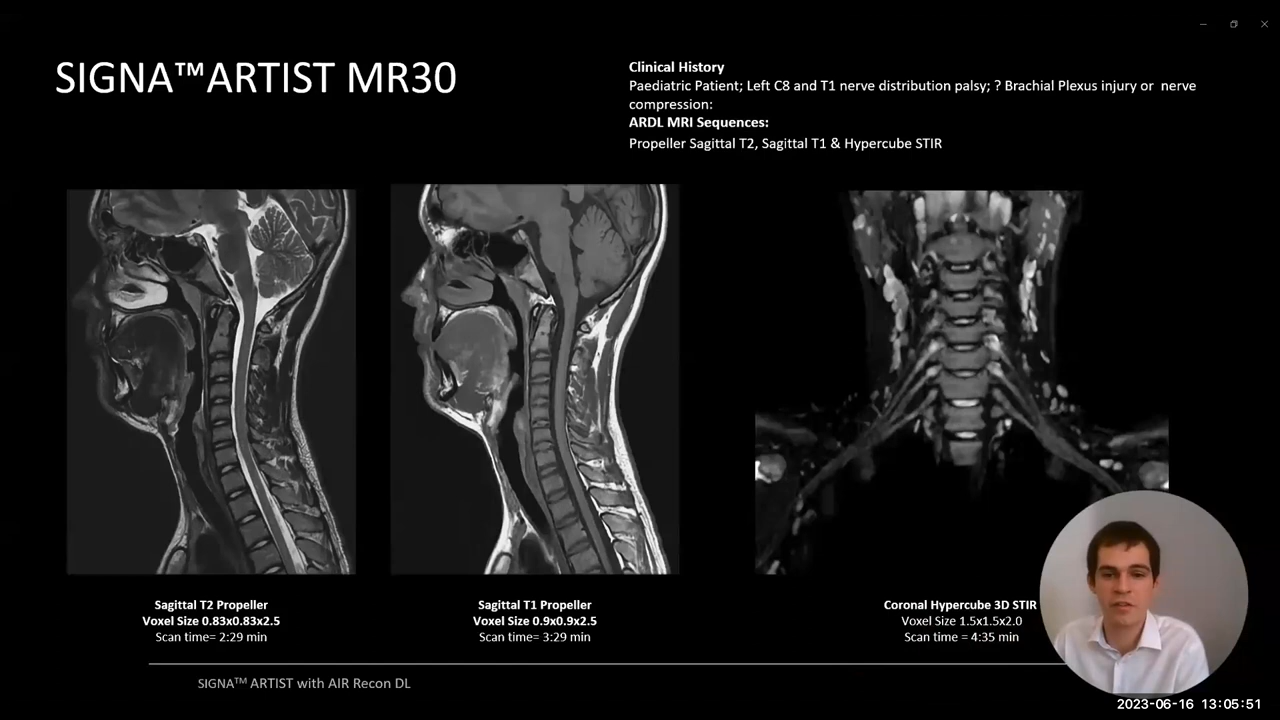 SIGNA™ARTIST MR30
Clinical History
Paediatric Patient; Left C8 and T1 nerve distribution palsy; ? Brachial Plexus injury or nerve
compression:
ARDL MRI Sequences:
Propeller Sagittal T2, Sagittal T1 & Hypercube STIR
Sagittal T2 Propeller
Voxel Size 0.83x0.83x2.5
Scan time= 2:29 min
Sagittal T1 Propeller
Voxel Size 0.9x0.9x2.5
Scan time= 3:29 min
Coronal Hypercube 3D STIR
Voxel Size 1.5x1.5x2.0
Scan time = 4:35 min
SIGNA™ ARTIST with AIR Recon DL
2023-06-16 13:05:51